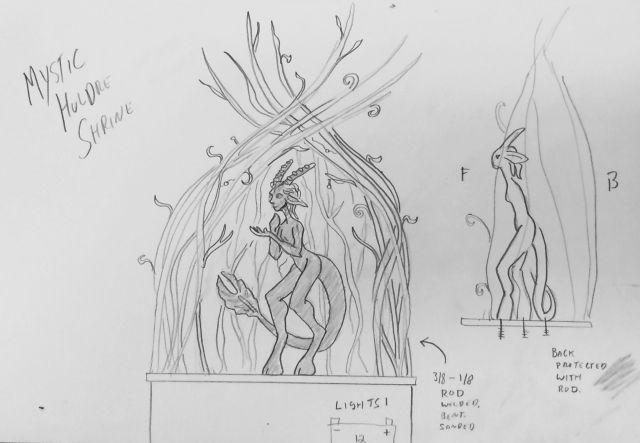 MYSTIC
HULDRE
SHRINE
F
B
3/8 - 1/8
ROD
WELDED,
BENT,
SANDED
BACK
PROTECTED
WITH
ROD.
LIGHTS!
- +
12